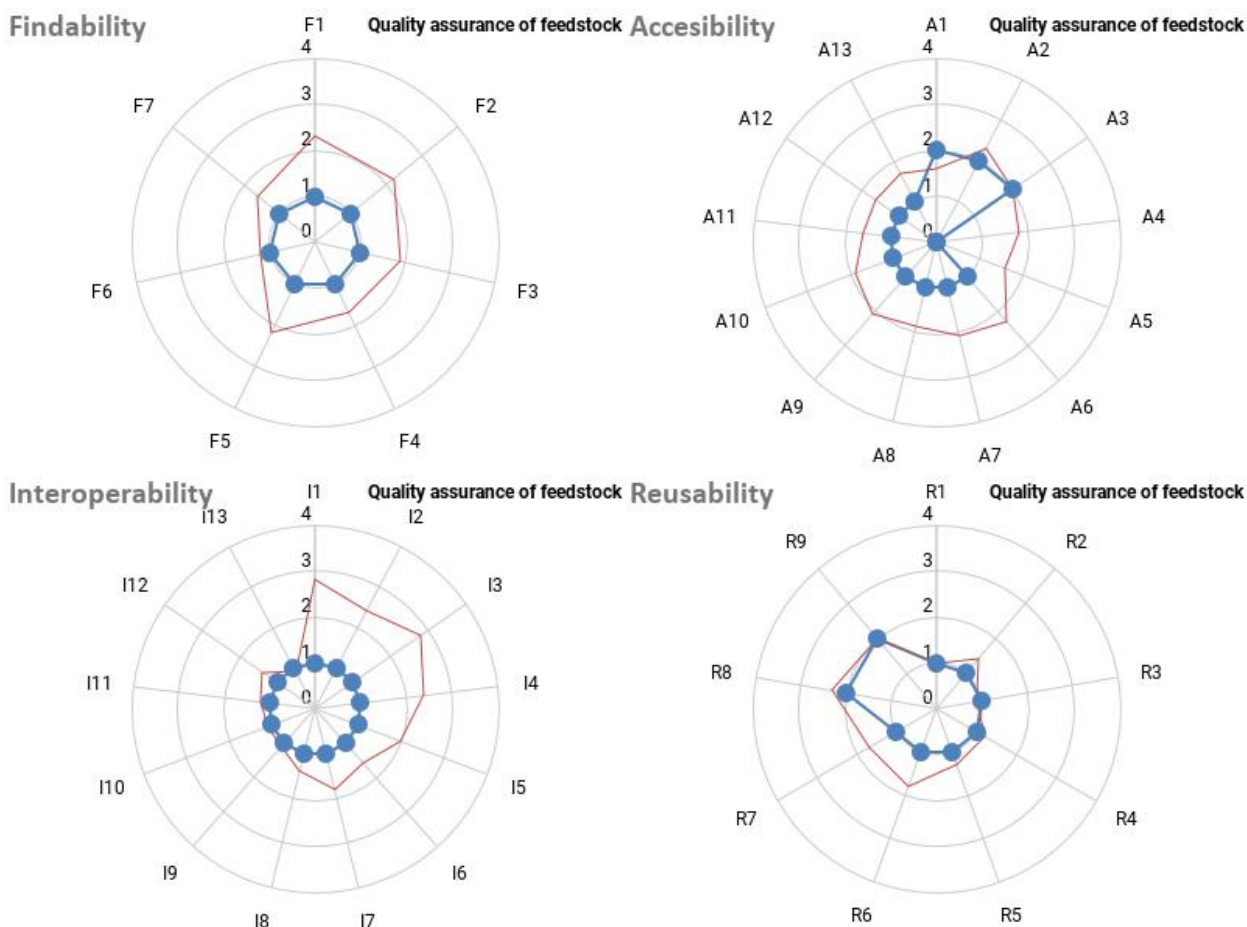 Findability
Quality assurance of feedstock
F1
4
3
2
1
0
F2
F3
F4
F5
F6
F7
Accesibility
Quality assurance of feedstock
A1
4
3
2
1
0
A2
A3
A4
A5
A6
A7
A8
A9
A10
A11
A12
A13
Interoperability
Quality assurance of feedstock
I1
4
3
2
1
0
I2
I3
I4
I5
I6
I7
I8
I9
I10
I11
I12
I13
Reusability
Quality assurance of feedstock
R1
4
3
2
1
0
R2
R3
R4
R5
R6
R7
R8
R9